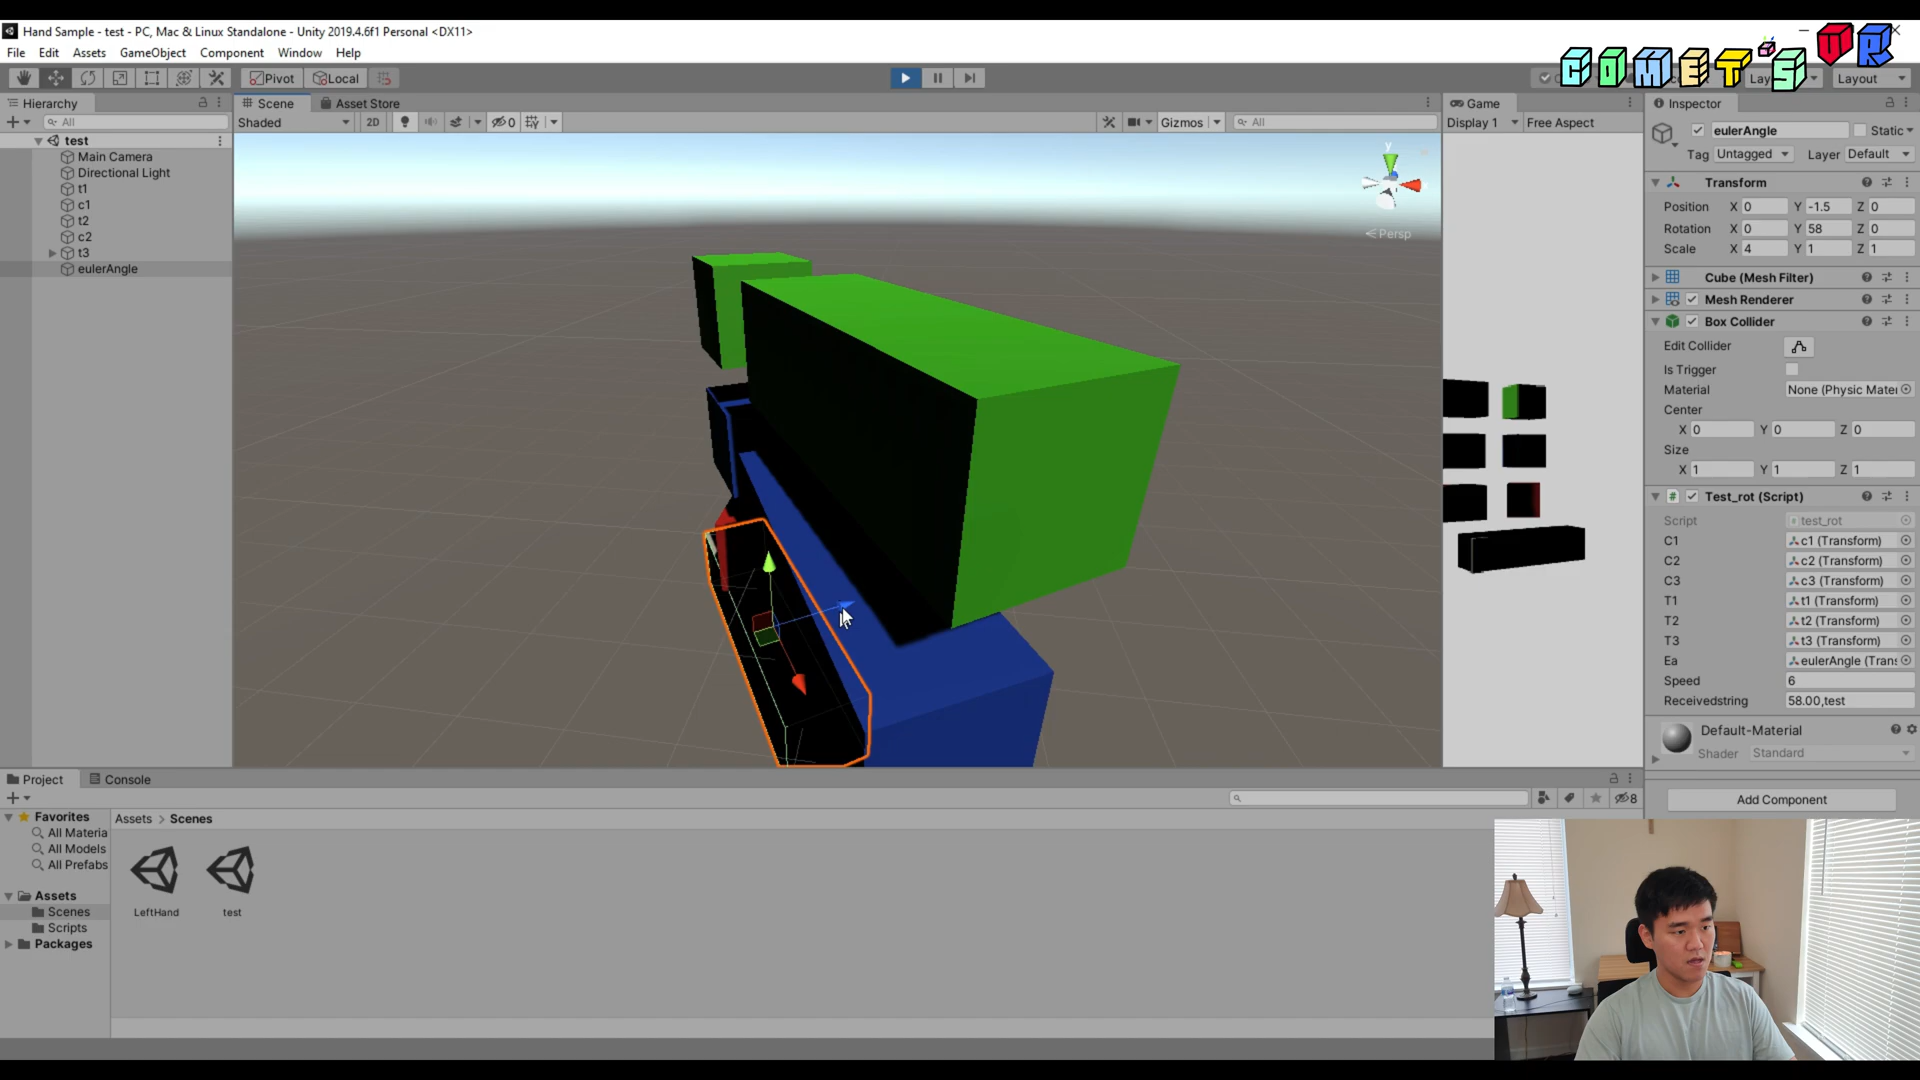 Hand Sample - test - PC, Mac & Linux Standalone - Unity 2019.4.6f1 Personal <DX11>
COMET'S VR
File Edit Assets GameObject Component Window Help
Pivot Local Layout
Hierarchy
All
test
Main Camera
Directional Light
t1
c1
t2
c2
t3
eulerAngle
Scene Asset Store
Shaded 2D 0 Gizmos All
y
Persp
Game
Display 1 Free Aspect
Inspector
eulerAngle Static
Tag Untagged Layer Default
Transform
Position X 0 Y -1.5 Z 0
Rotation X 0 Y 58 Z 0
Scale X 4 Y 1 Z 1
Cube (Mesh Filter)
Mesh Renderer
Box Collider
Edit Collider
Is Trigger
Material None (Physic Mater
Center
X 0 Y 0 Z 0
Size
X 1 Y 1 Z 1
Test_rot (Script)
Script test_rot
C1 c1 (Transform)
C2 c2 (Transform)
C3 c3 (Transform)
T1 t1 (Transform)
T2 t2 (Transform)
T3 t3 (Transform)
Ea eulerAngle (Trans
Speed 6
Receivedstring 58.00,test
Default-Material
Shader Standard
Add Component
Project Console
8
Favorites
All Materia
All Models
All Prefabs
Assets
Scenes
Scripts
Packages
Assets > Scenes
LeftHand
test